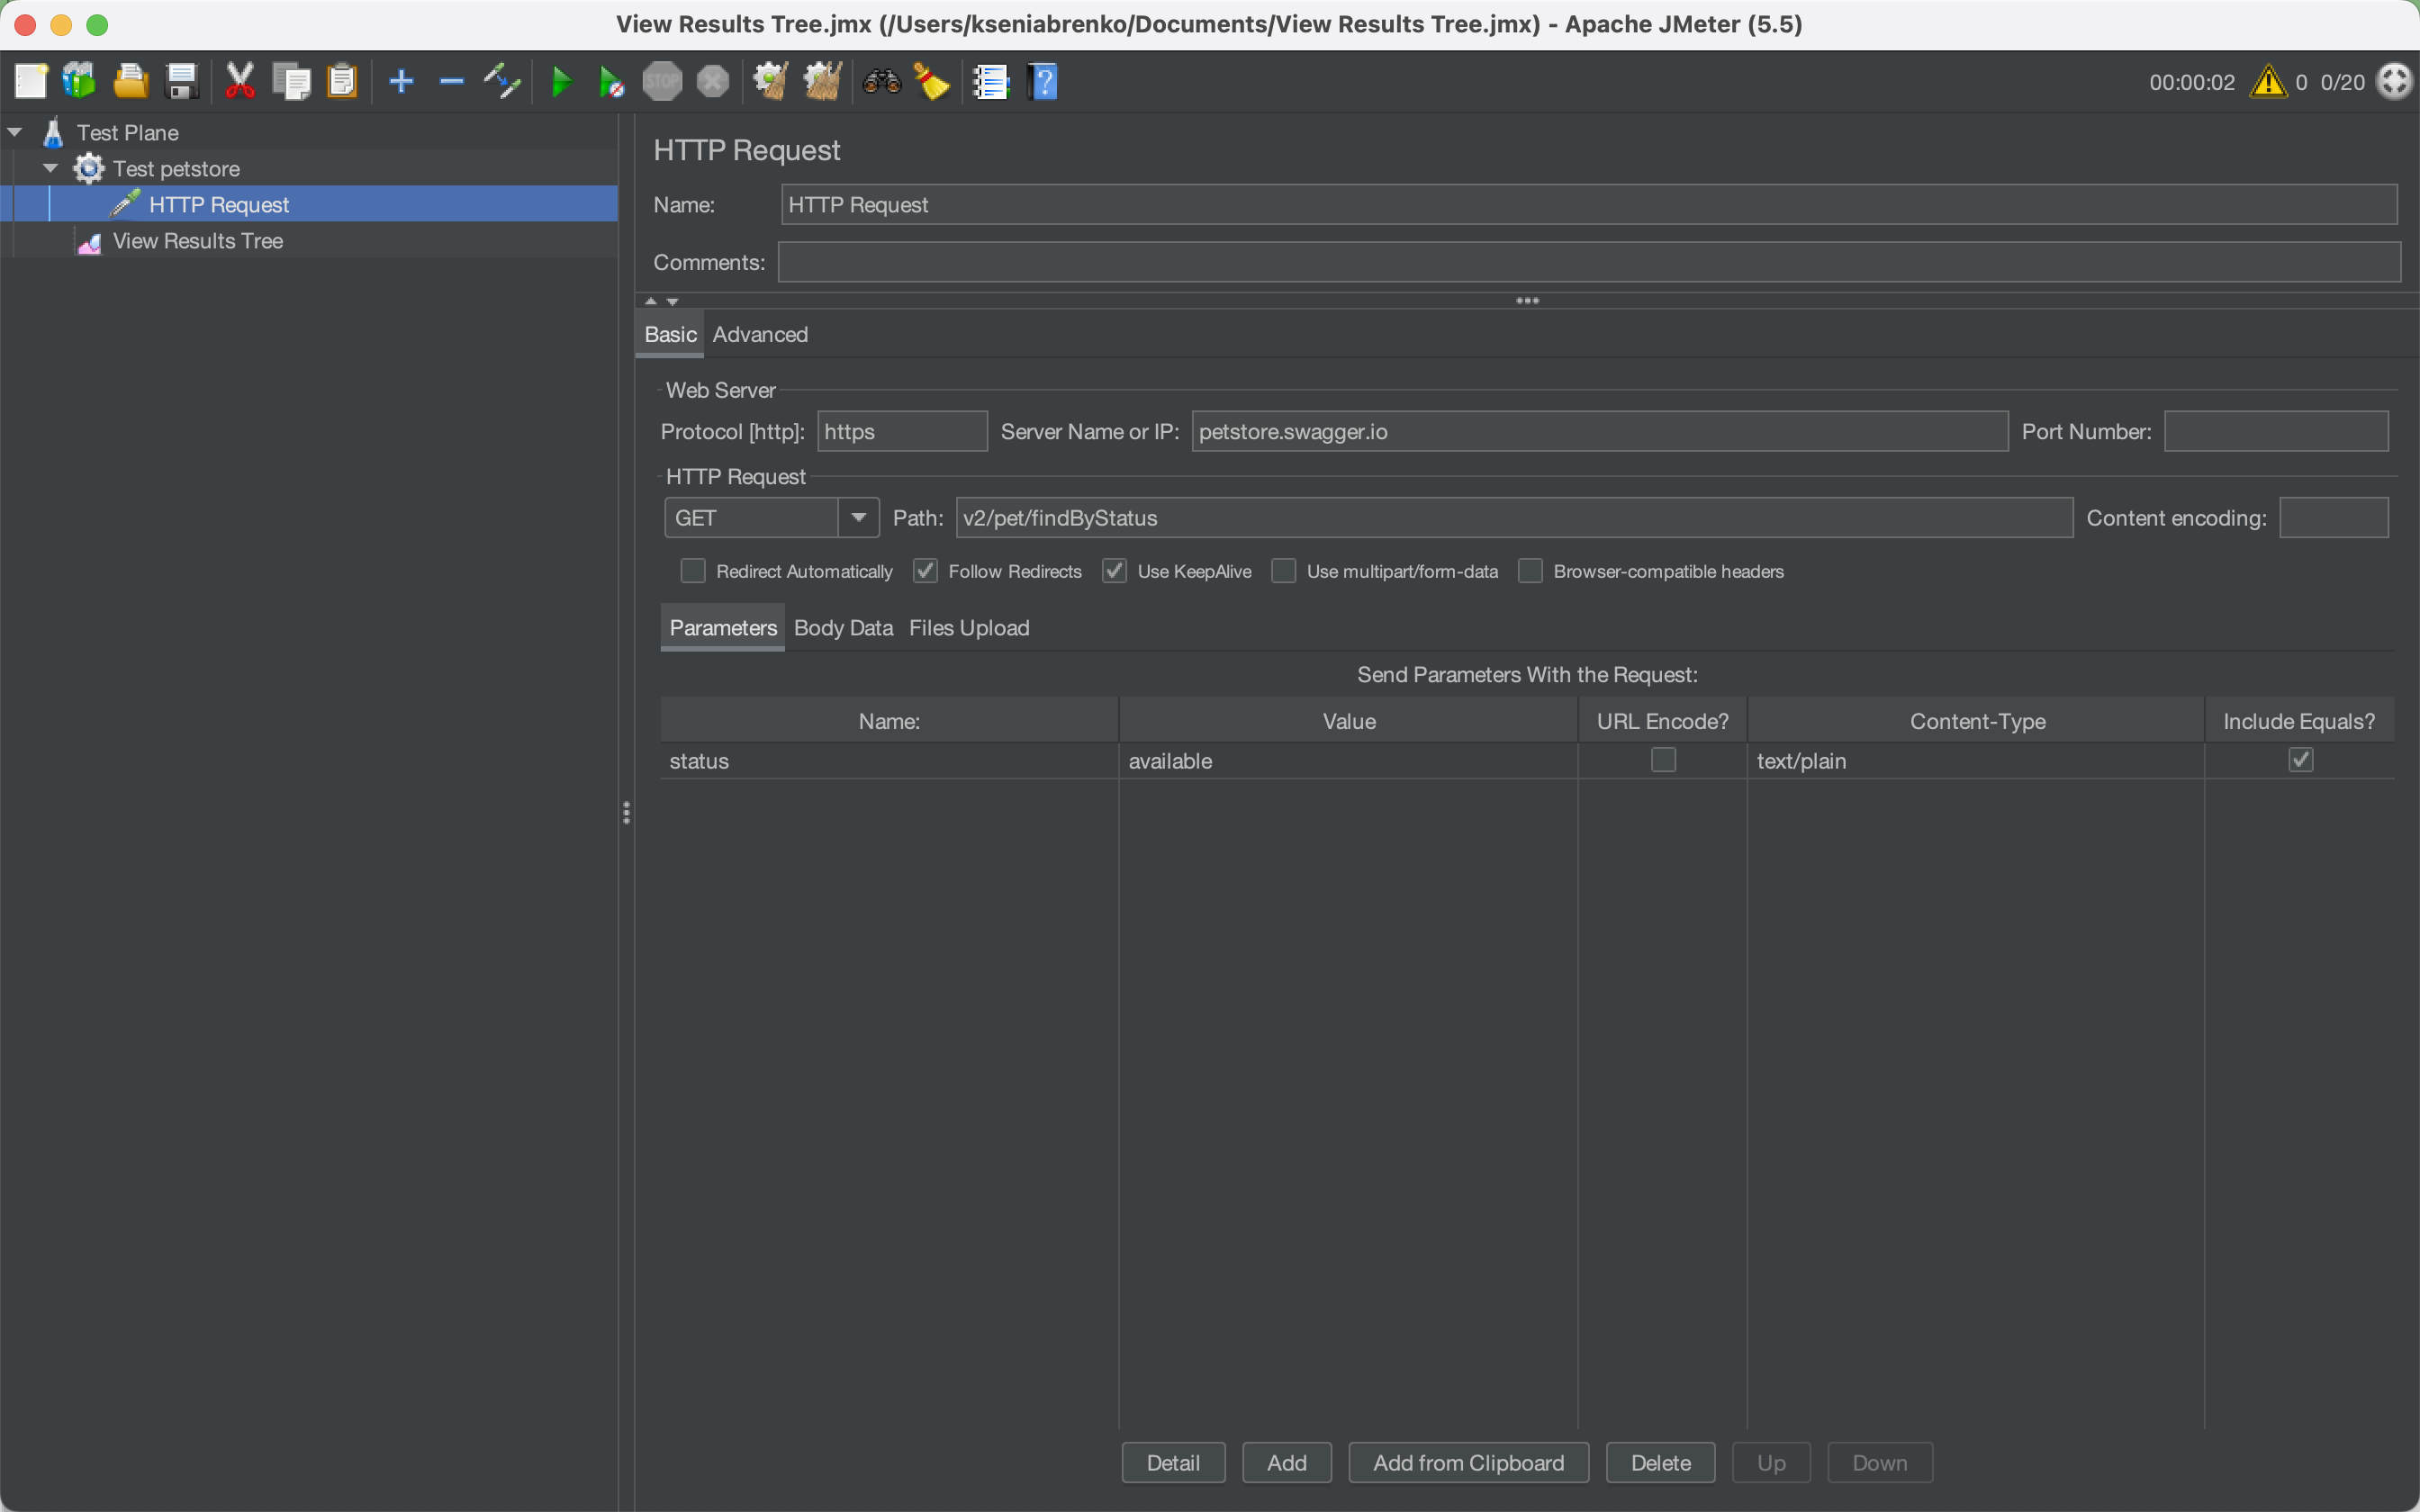 View Results Tree.jmx (/Users/kseniabrenko/Documents/View Results Tree.jmx) - Apache JMeter (5.5)
STOP
00:00:02 0 0/20
Test Plane
Test petstore
HTTP Request
View Results Tree
HTTP Request
Name: HTTP Request
Comments:
Basic Advanced
Web Server
Protocol [http]: https Server Name or IP: petstore.swagger.io Port Number:
HTTP Request
GET Path: v2/pet/findByStatus Content encoding:
Redirect Automatically Follow Redirects Use KeepAlive Use multipart/form-data Browser-compatible headers
Parameters Body Data Files Upload
Send Parameters With the Request:
Name: Value URL Encode? Content-Type Include Equals?
status available text/plain
Detail Add Add from Clipboard Delete Up Down